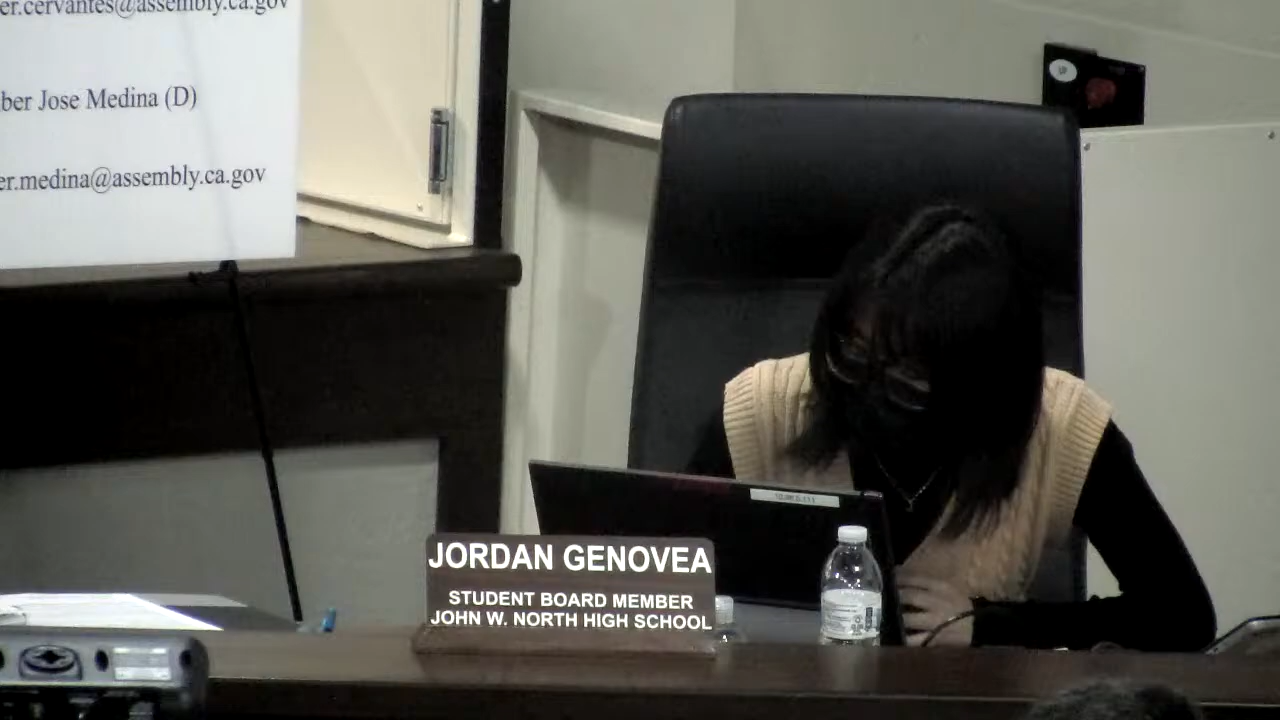 er.cervantes@assembly.ca.gov
ber Jose Medina (D)
er.medina@assembly.ca.gov
JORDAN GENOVEA
STUDENT BOARD MEMBER
JOHN W. NORTH HIGH SCHOOL